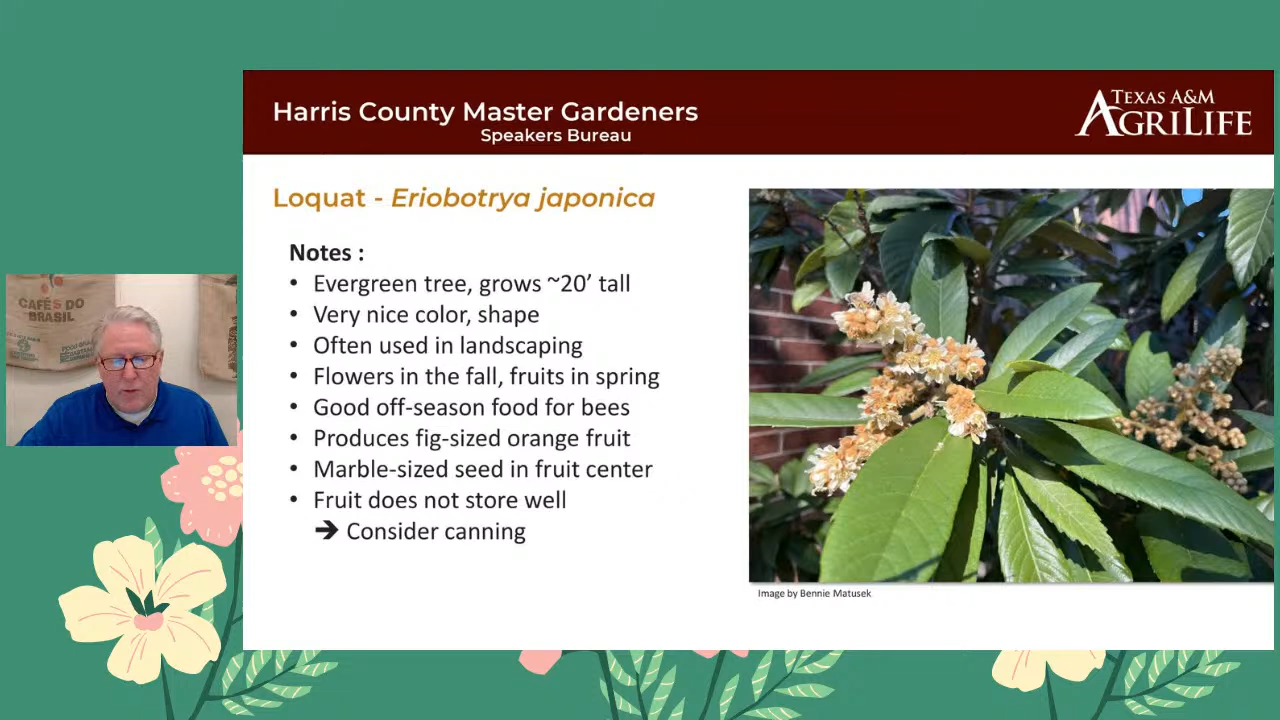 Harris County Master Gardeners
Speakers Bureau
TEXAS A&M
AGRILIFE
Loquat - Eriobotrya japonica
Notes :
• Evergreen tree, grows ~20’ tall
• Very nice color, shape
• Often used in landscaping
• Flowers in the fall, fruits in spring
• Good off-season food for bees
• Produces fig-sized orange fruit
• Marble-sized seed in fruit center
• Fruit does not store well
➔ Consider canning
Image by Bennie Matusek
CAFÉS DO
BRASIL